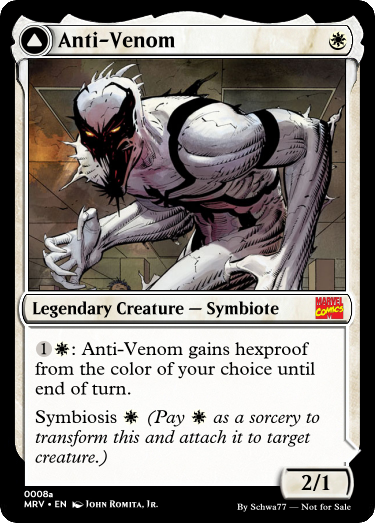 Anti-Venom
Legendary Creature — Symbiote
MARVEL
COMICS
1: Anti-Venom gains hexproof
from the color of your choice until
end of turn.
Symbiosis (Pay as a sorcery to
transform this and attach it to target
creature.)
2/1
0008a
MRV • EN John Romita, Jr.
By Schwa77 — Not for Sale